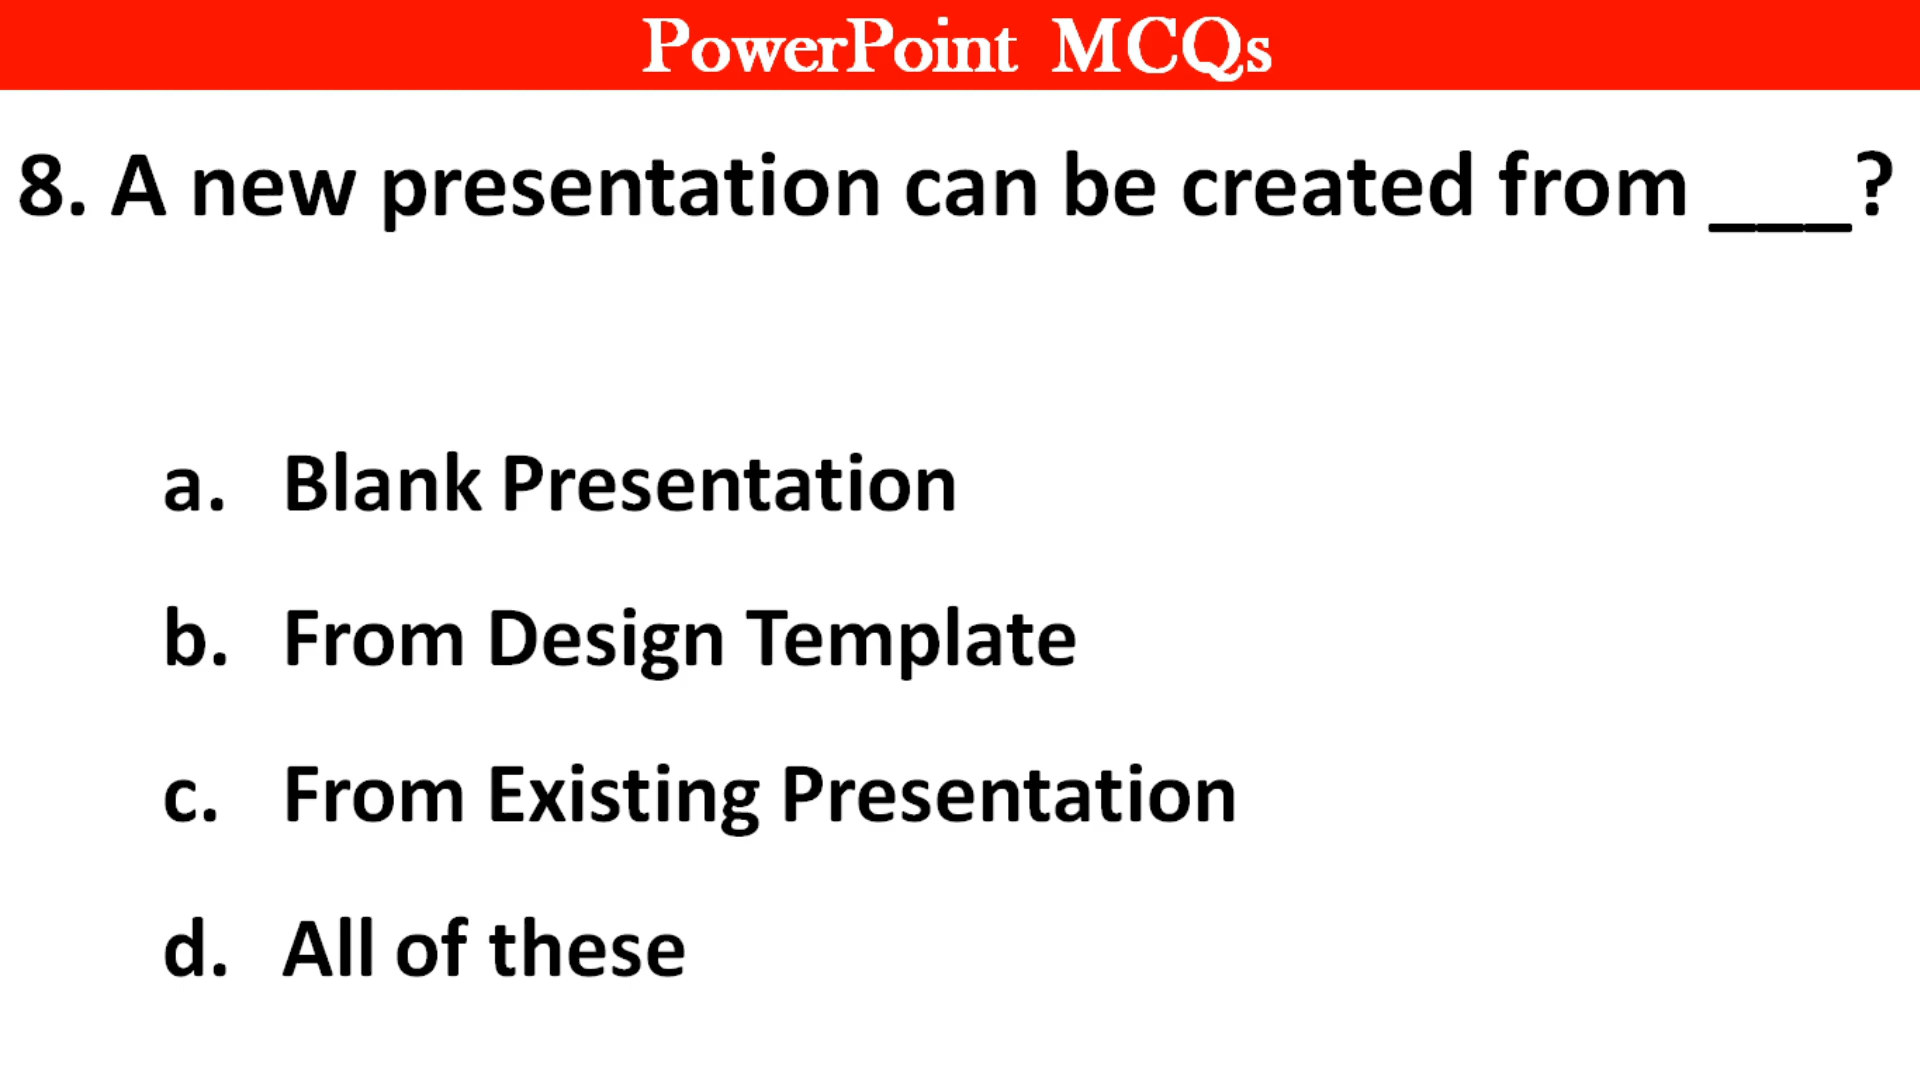 PowerPoint MCQs
8. A new presentation can be created from ___?
a. Blank Presentation
b. From Design Template
c. From Existing Presentation
d. All of these